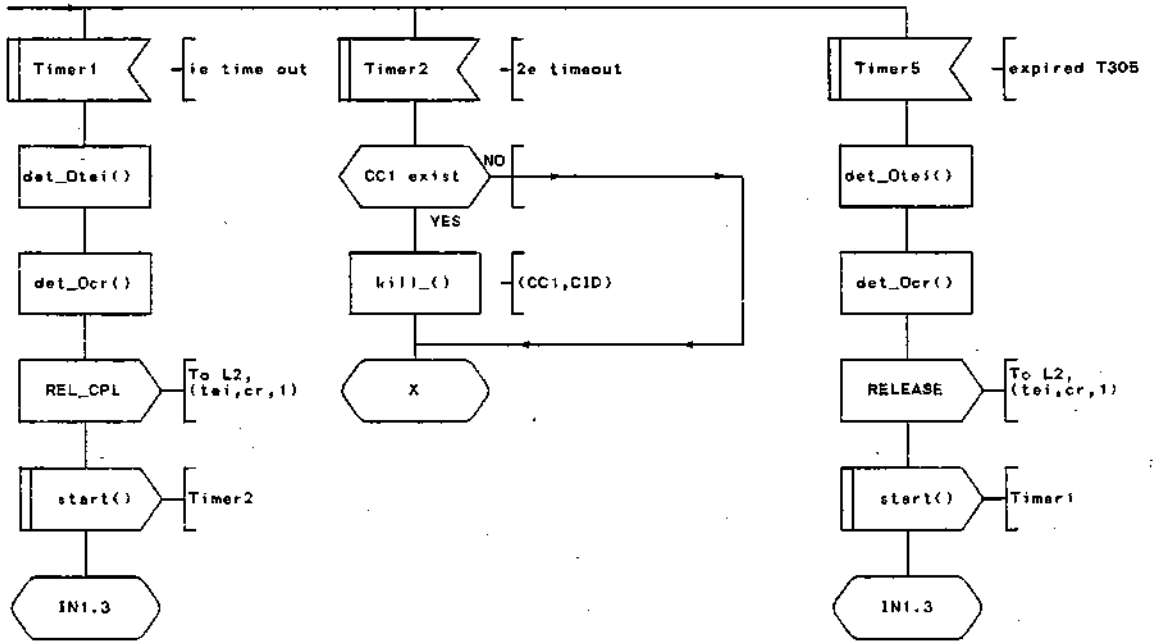 Timer1
ie time out
Timer2
2e timeout
Timer5
expired T305
det_Otei()
CC1 exist
NO
det_Otei()
YES
det_Ocr()
kill_()
(CC1,CID)
det_Ocr()
REL_CPL
To L2,
(tei,cr,1)
X
RELEASE
To L2,
(tei,cr,1)
start()
Timer2
start()
Timer1
IN1.3
IN1.3